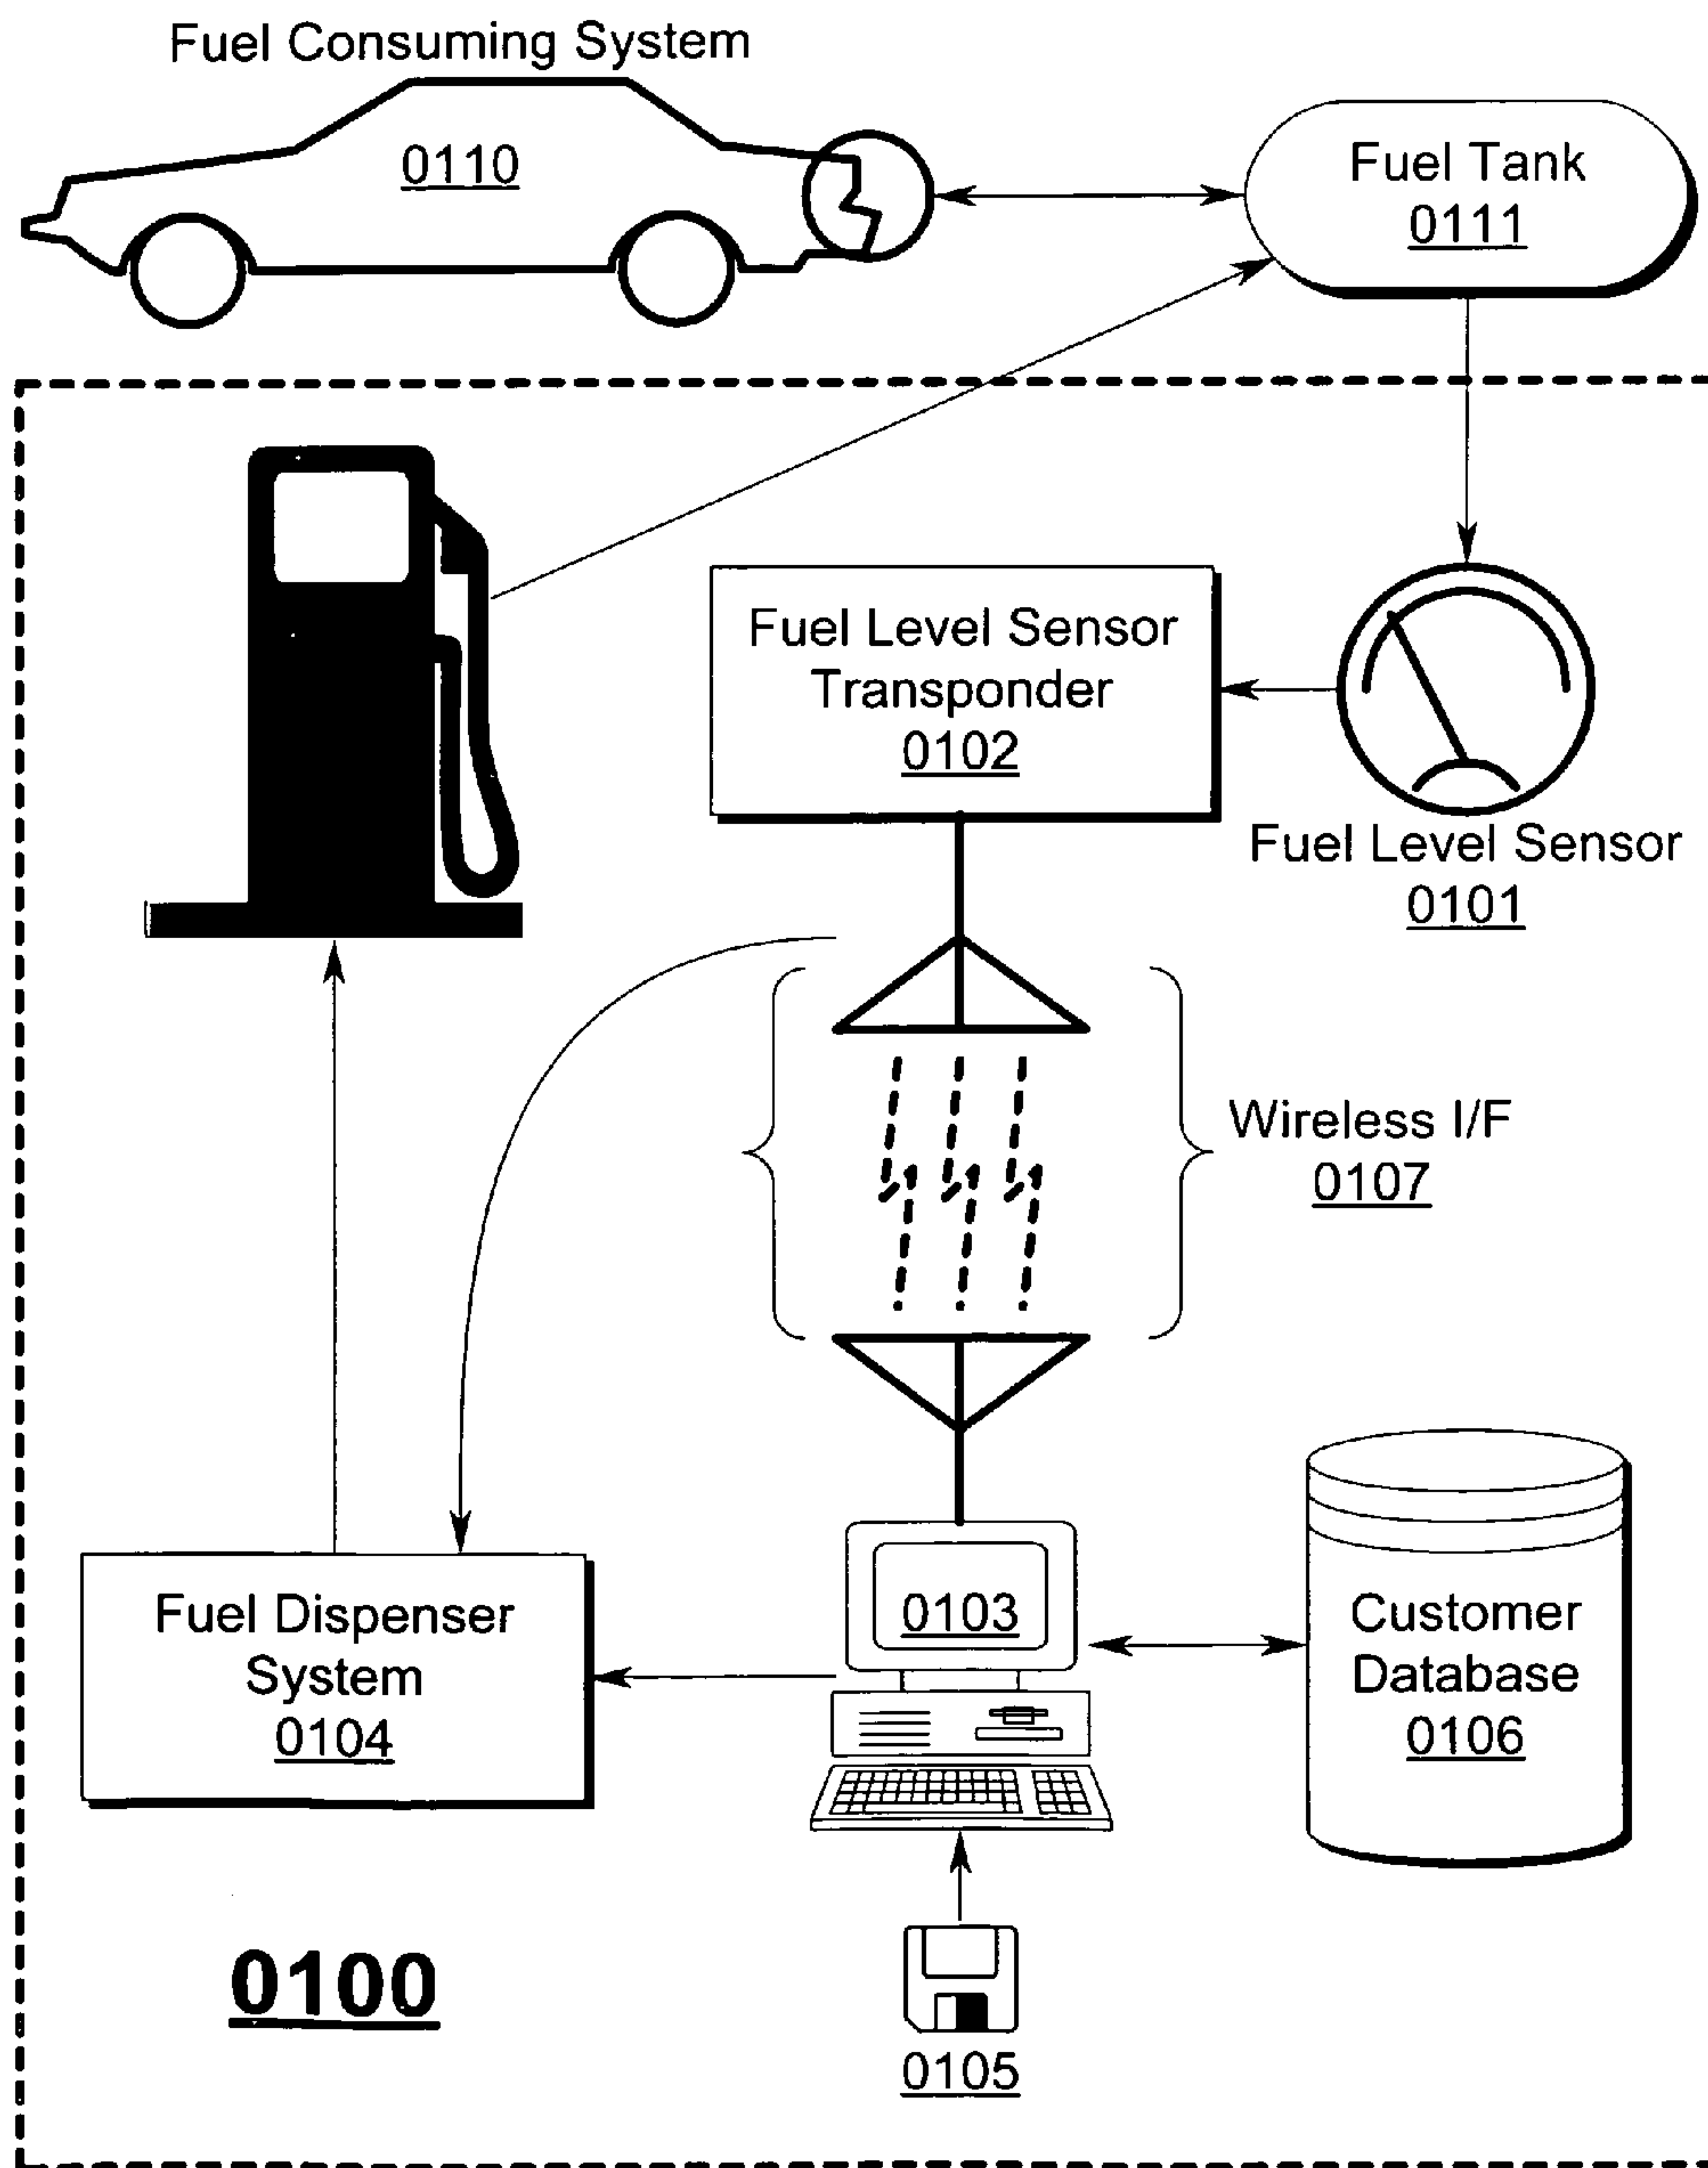 Fuel Consuming System
0110
Fuel Tank
0111
Fuel Level Sensor
Transponder
0102
Fuel Level Sensor
0101
Wireless I/F
0107
Fuel Dispenser
System
0104
0103
Customer
Database
0106
0100
0105